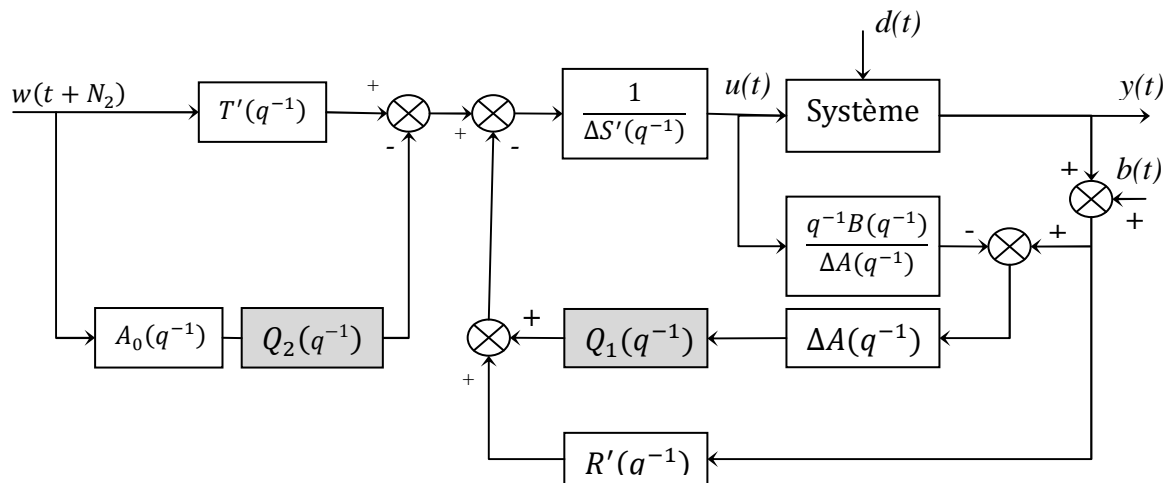 d(t)
w(t + N₂)
T′(q⁻¹)
+
-
+
-
1
ΔS′(q⁻¹)
u(t)
Système
y(t)
+
b(t)
+
q⁻¹B(q⁻¹)
ΔA(q⁻¹)
-
+
A₀(q⁻¹)
Q₂(q⁻¹)
+
Q₁(q⁻¹)
ΔA(q⁻¹)
+
R′(q⁻¹)